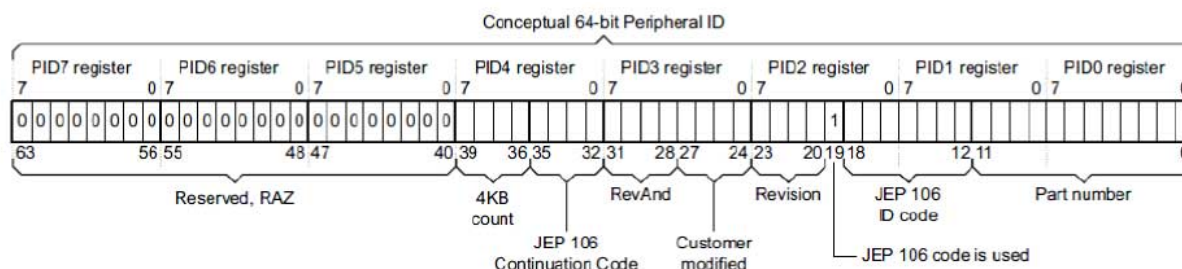 Conceptual 64-bit Peripheral ID
PID7 register PID6 register PID5 register PID4 register PID3 register PID2 register PID1 register PID0 register
7 0 7 0 7 0 7 0 7 0 7 0 7 0 7
0 0 0 0 0 0 0 0 0 0 0 0 0 0 0 0 0 0 0 0 0 0 0 0 1
63 56 55 48 47 40 39 36 35 32 31 28 27 24 23 20 19 18 12 11
Reserved, RAZ 4KB count RevAnd Revision JEP 106 ID code Part number
JEP 106 Continuation Code Customer modified JEP 106 code is used